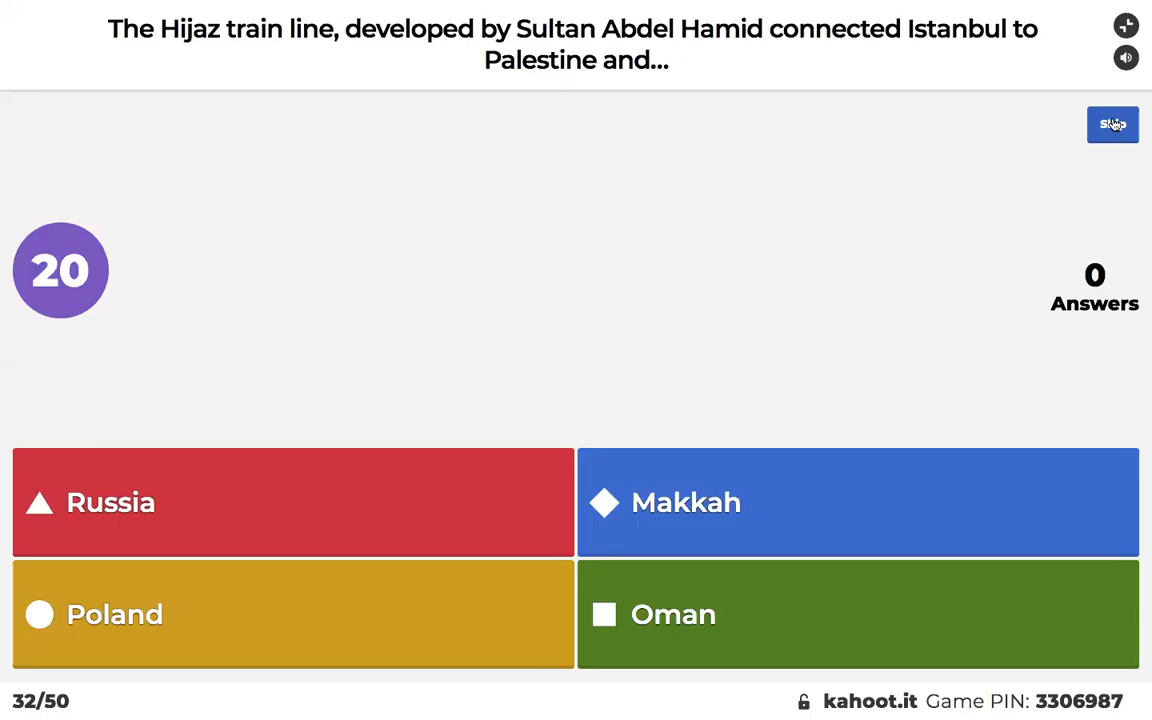 The Hijaz train line, developed by Sultan Abdel Hamid connected Istanbul to
Palestine and...
20
0
Answers
Russia
Makkah
Poland
Oman
32/50
kahoot.it Game PIN: 3306987